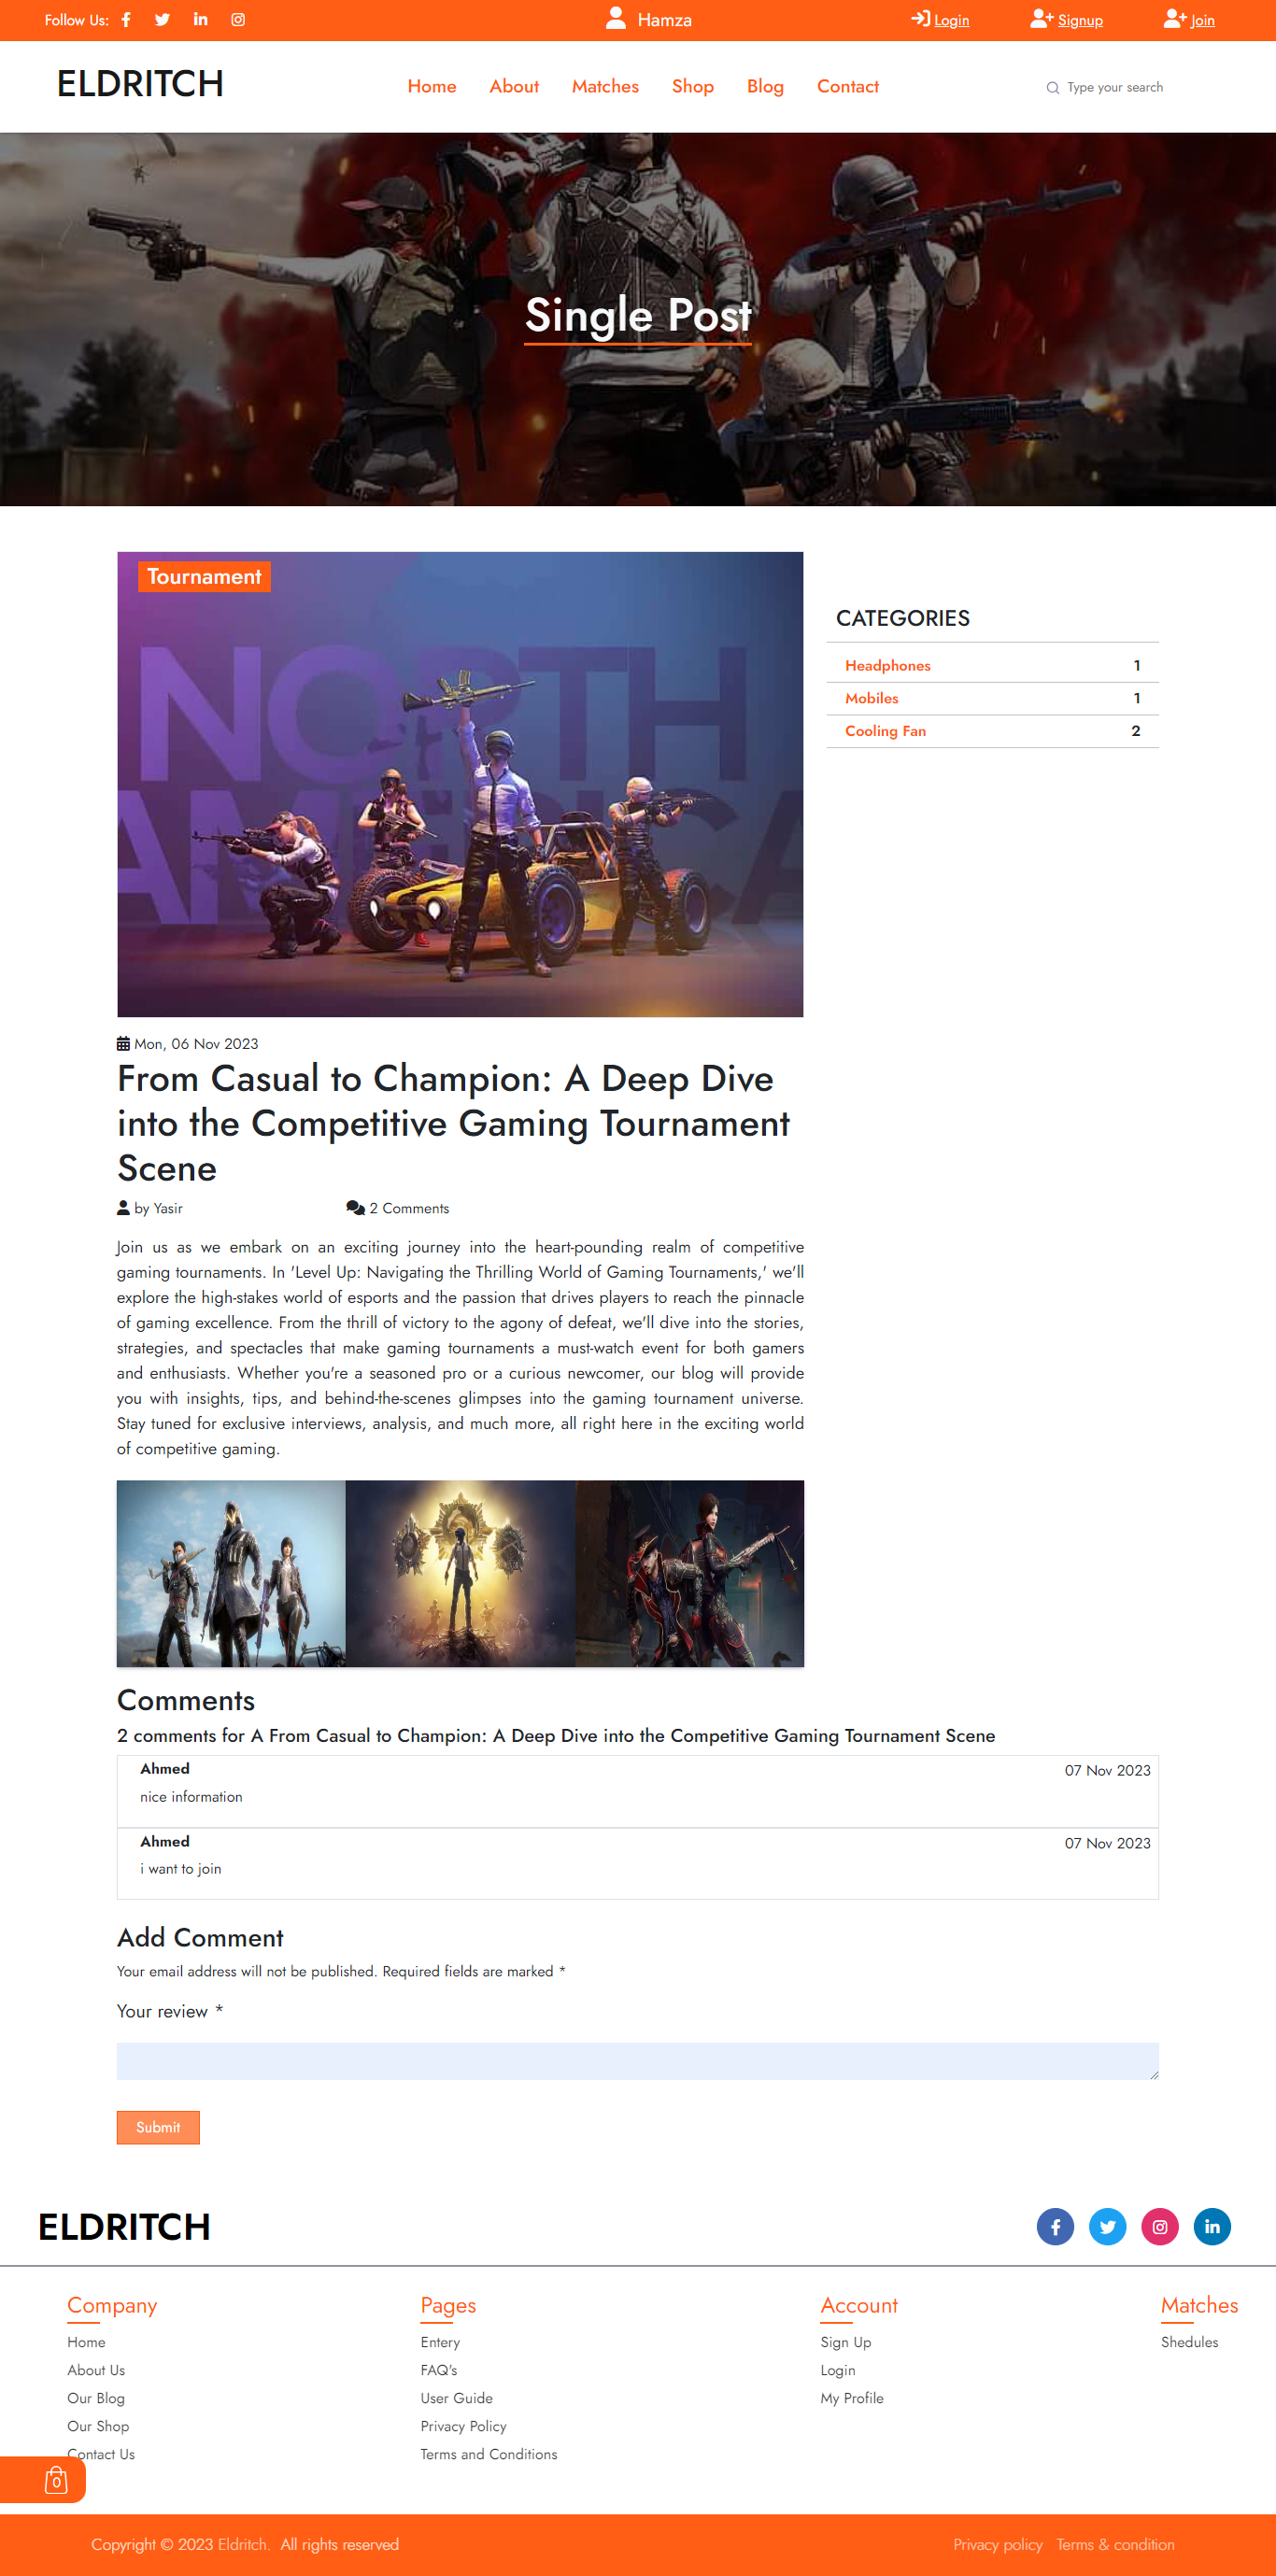 Follow Us:
Hamza
Login
Signup
Join
ELDRITCH
Home
About
Matches
Shop
Blog
Contact
Type your search
Single Post
Tournament
NORTH
AMERICA
CATEGORIES
Headphones 1
Mobiles 1
Cooling Fan 2
Mon, 06 Nov 2023
From Casual to Champion: A Deep Dive
into the Competitive Gaming Tournament
Scene
by Yasir
2 Comments
Join us as we embark on an exciting journey into the heart-pounding realm of competitive
gaming tournaments. In 'Level Up: Navigating the Thrilling World of Gaming Tournaments,' we'll
explore the high-stakes world of esports and the passion that drives players to reach the pinnacle
of gaming excellence. From the thrill of victory to the agony of defeat, we'll dive into the stories,
strategies, and spectacles that make gaming tournaments a must-watch event for both gamers
and enthusiasts. Whether you're a seasoned pro or a curious newcomer, our blog will provide
you with insights, tips, and behind-the-scenes glimpses into the gaming tournament universe.
Stay tuned for exclusive interviews, analysis, and much more, all right here in the exciting world
of competitive gaming.
Comments
2 comments for A From Casual to Champion: A Deep Dive into the Competitive Gaming Tournament Scene
Ahmed
07 Nov 2023
nice information
Ahmed
07 Nov 2023
i want to join
Add Comment
Your email address will not be published. Required fields are marked *
Your review *
Submit
ELDRITCH
Company
Home
About Us
Our Blog
Our Shop
Contact Us
Pages
Entery
FAQ's
User Guide
Privacy Policy
Terms and Conditions
Account
Sign Up
Login
My Profile
Matches
Shedules
0
Copyright © 2023 Eldritch. All rights reserved
Privacy policy
Terms & condition